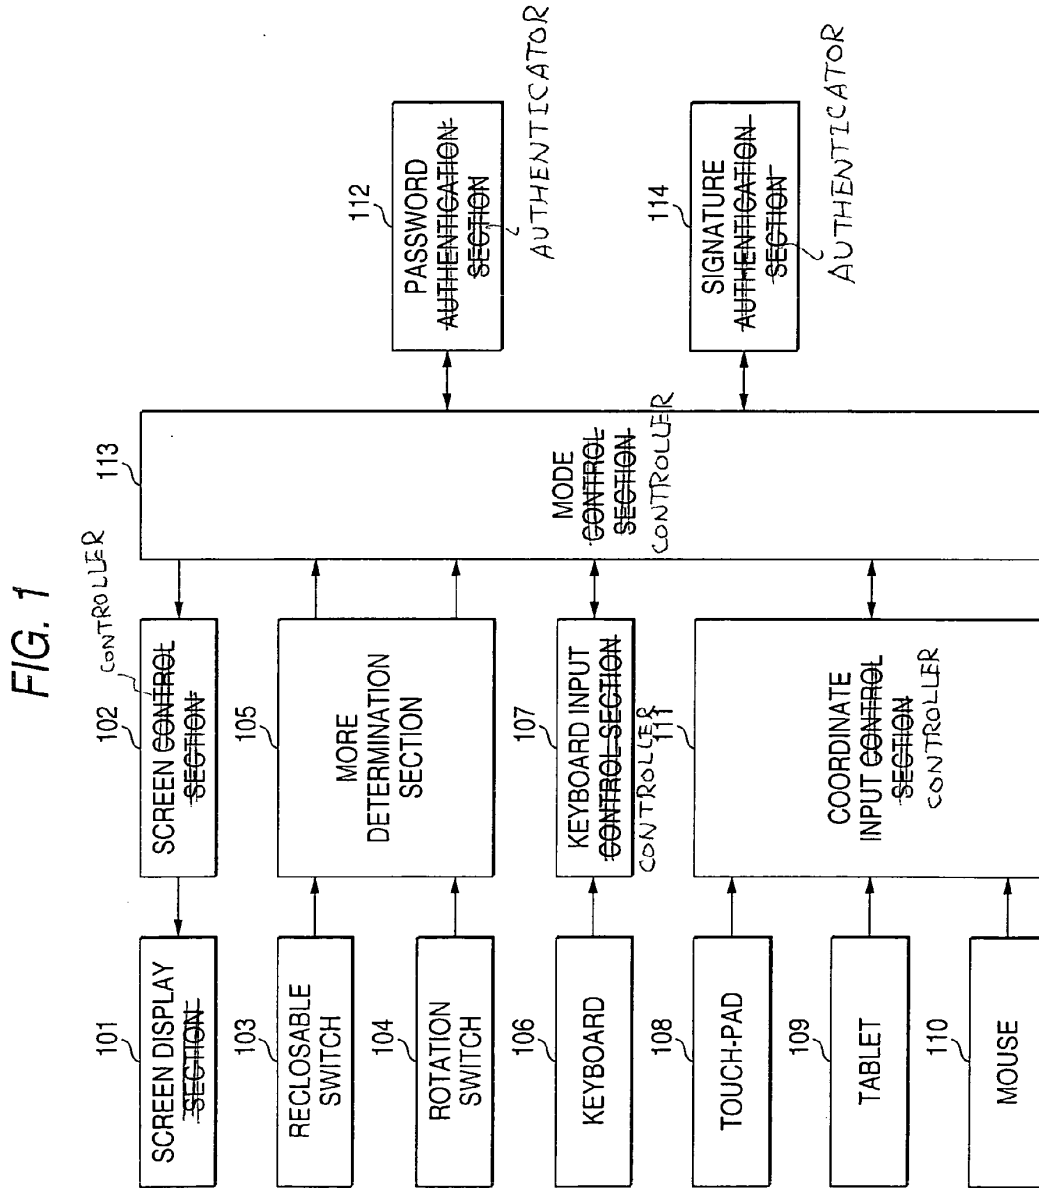 FIG. 1
101
SCREEN DISPLAY
SECTION
102
SCREEN CONTROL
SECTION
CONTROLLER
103
RECLOSABLE
SWITCH
104
ROTATION
SWITCH
105
MORE
DETERMINATION
SECTION
106
KEYBOARD
107
KEYBOARD INPUT
CONTROL SECTION
CONTROLLER
108
TOUCH-PAD
109
TABLET
110
MOUSE
111
COORDINATE
INPUT CONTROL
SECTION
CONTROLLER
113
MODE
CONTROL
SECTION
CONTROLLER
112
PASSWORD
AUTHENTICATION
SECTION
AUTHENTICATOR
114
SIGNATURE
AUTHENTICATION
SECTION
AUTHENTICATOR